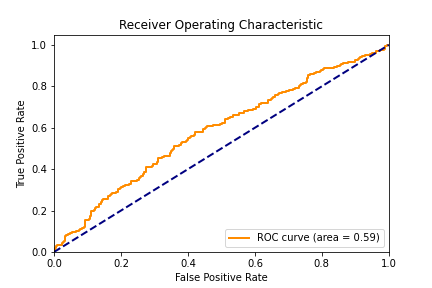 Receiver Operating Characteristic
True Positive Rate
1.0
0.8
0.6
0.4
0.2
0.0
ROC curve (area = 0.59)
0.0 0.2 0.4 0.6 0.8 1.0
False Positive Rate